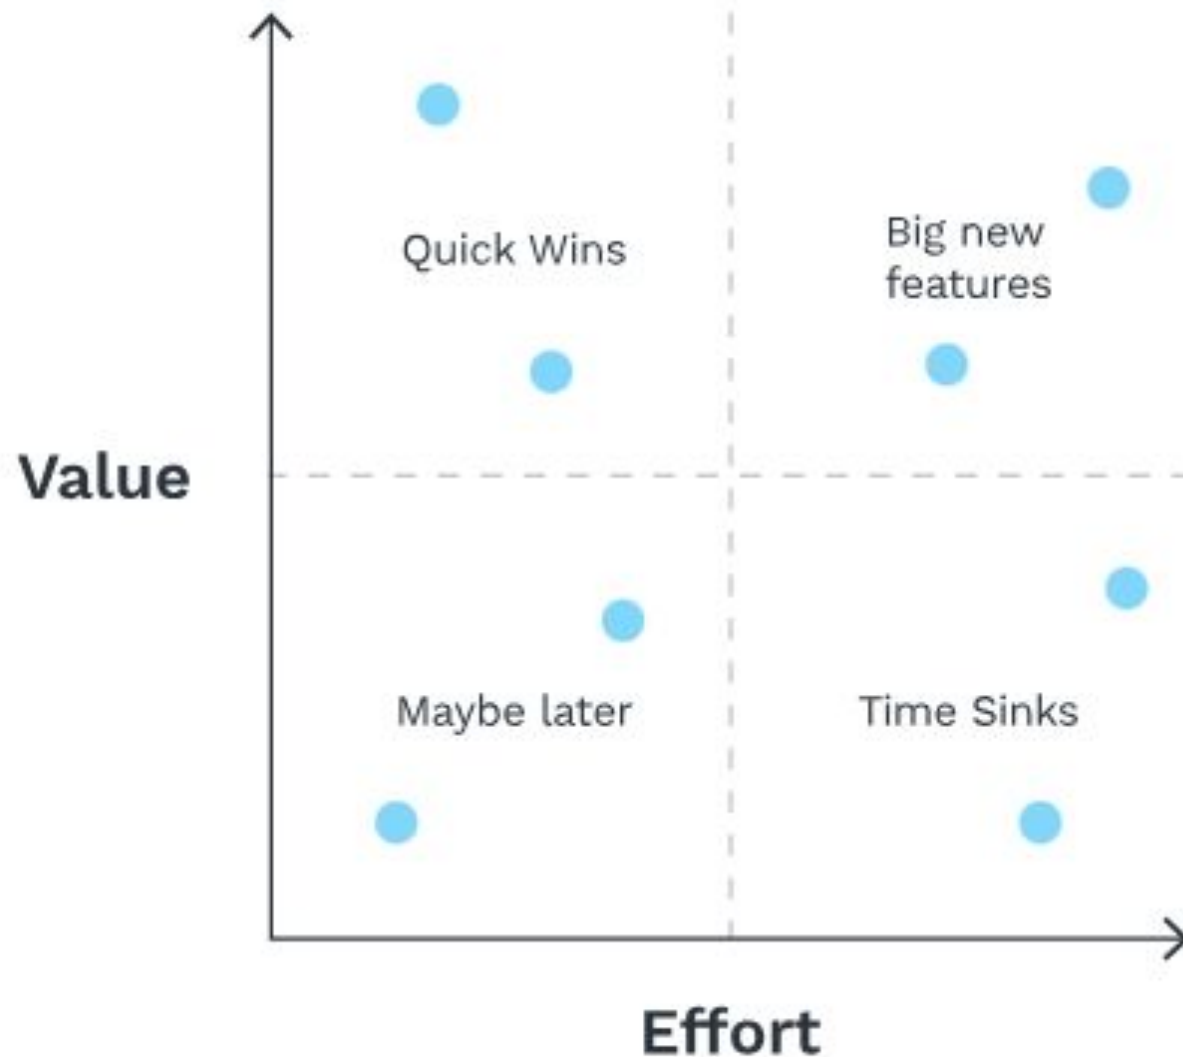 Quick Wins
Big new
features
Value
Maybe later
Time Sinks
Effort